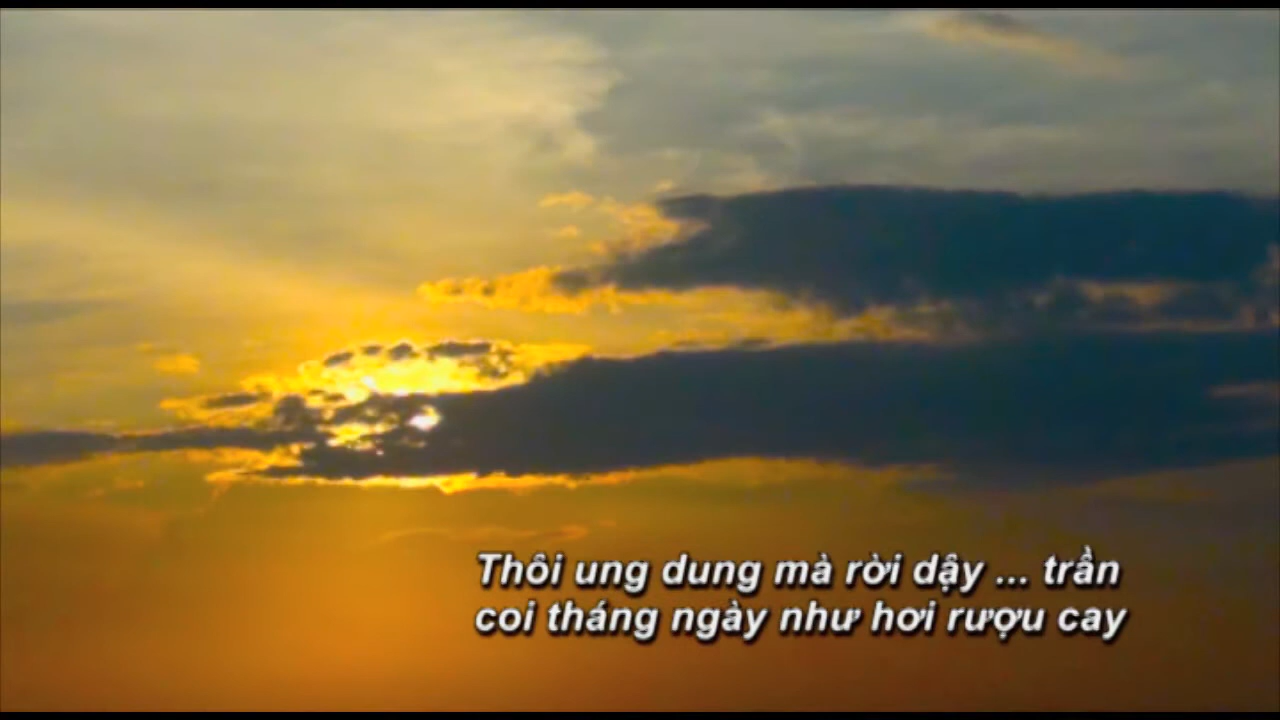 Thôi ung dung mà rời dậy ... trần
coi tháng ngày như hơi rượu cay